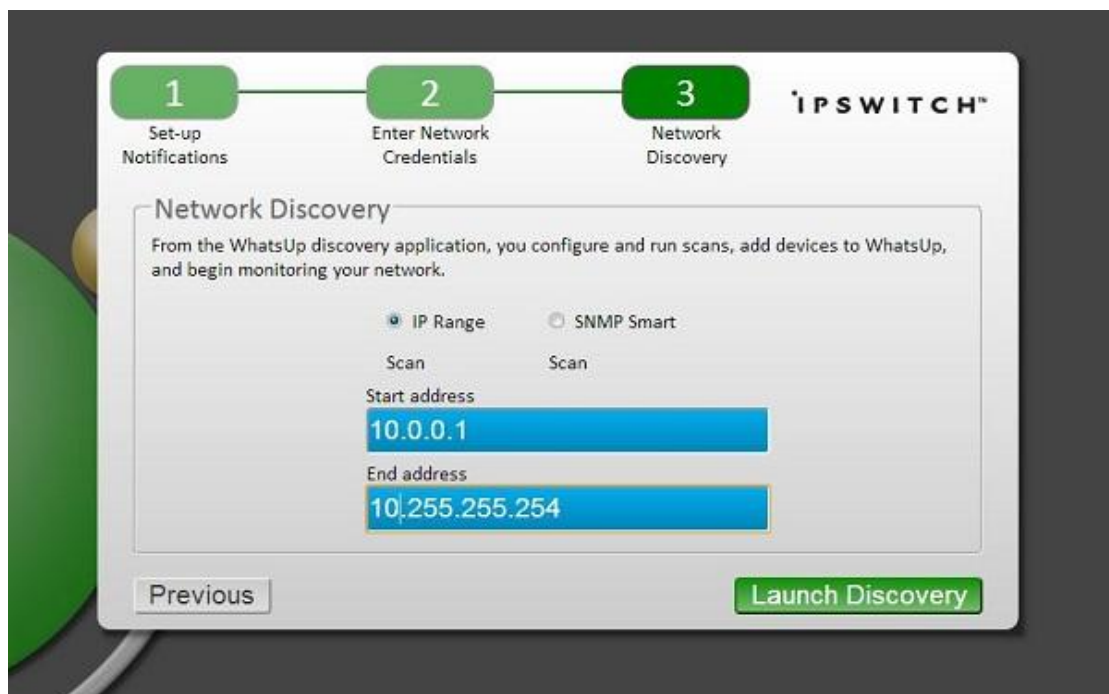 1
2
3
IPSWITCH™
Set-up
Notifications
Enter Network
Credentials
Network
Discovery
Network Discovery
From the WhatsUp discovery application, you configure and run scans, add devices to WhatsUp,
and begin monitoring your network.
IP Range
SNMP Smart
Scan
Scan
Start address
10.0.0.1
End address
10.255.255.254
Previous
Launch Discovery